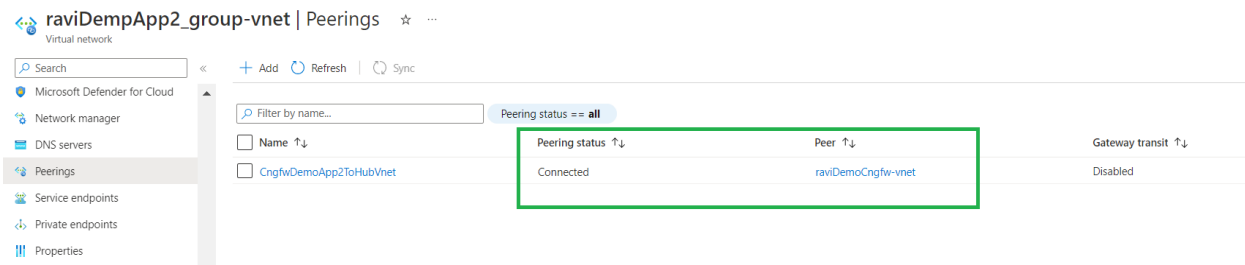 raviDempApp2_group-vnet | Peerings ☆ ...
Virtual network
Search «
+ Add Refresh | Sync
Microsoft Defender for Cloud
Network manager
DNS servers
Peerings
Service endpoints
Private endpoints
Properties
Filter by name... Peering status == all
Name ↑↓ Peering status ↑↓ Peer ↑↓ Gateway transit ↑↓
CngfwDemoApp2ToHubVnet Connected raviDemoCngfw-vnet Disabled